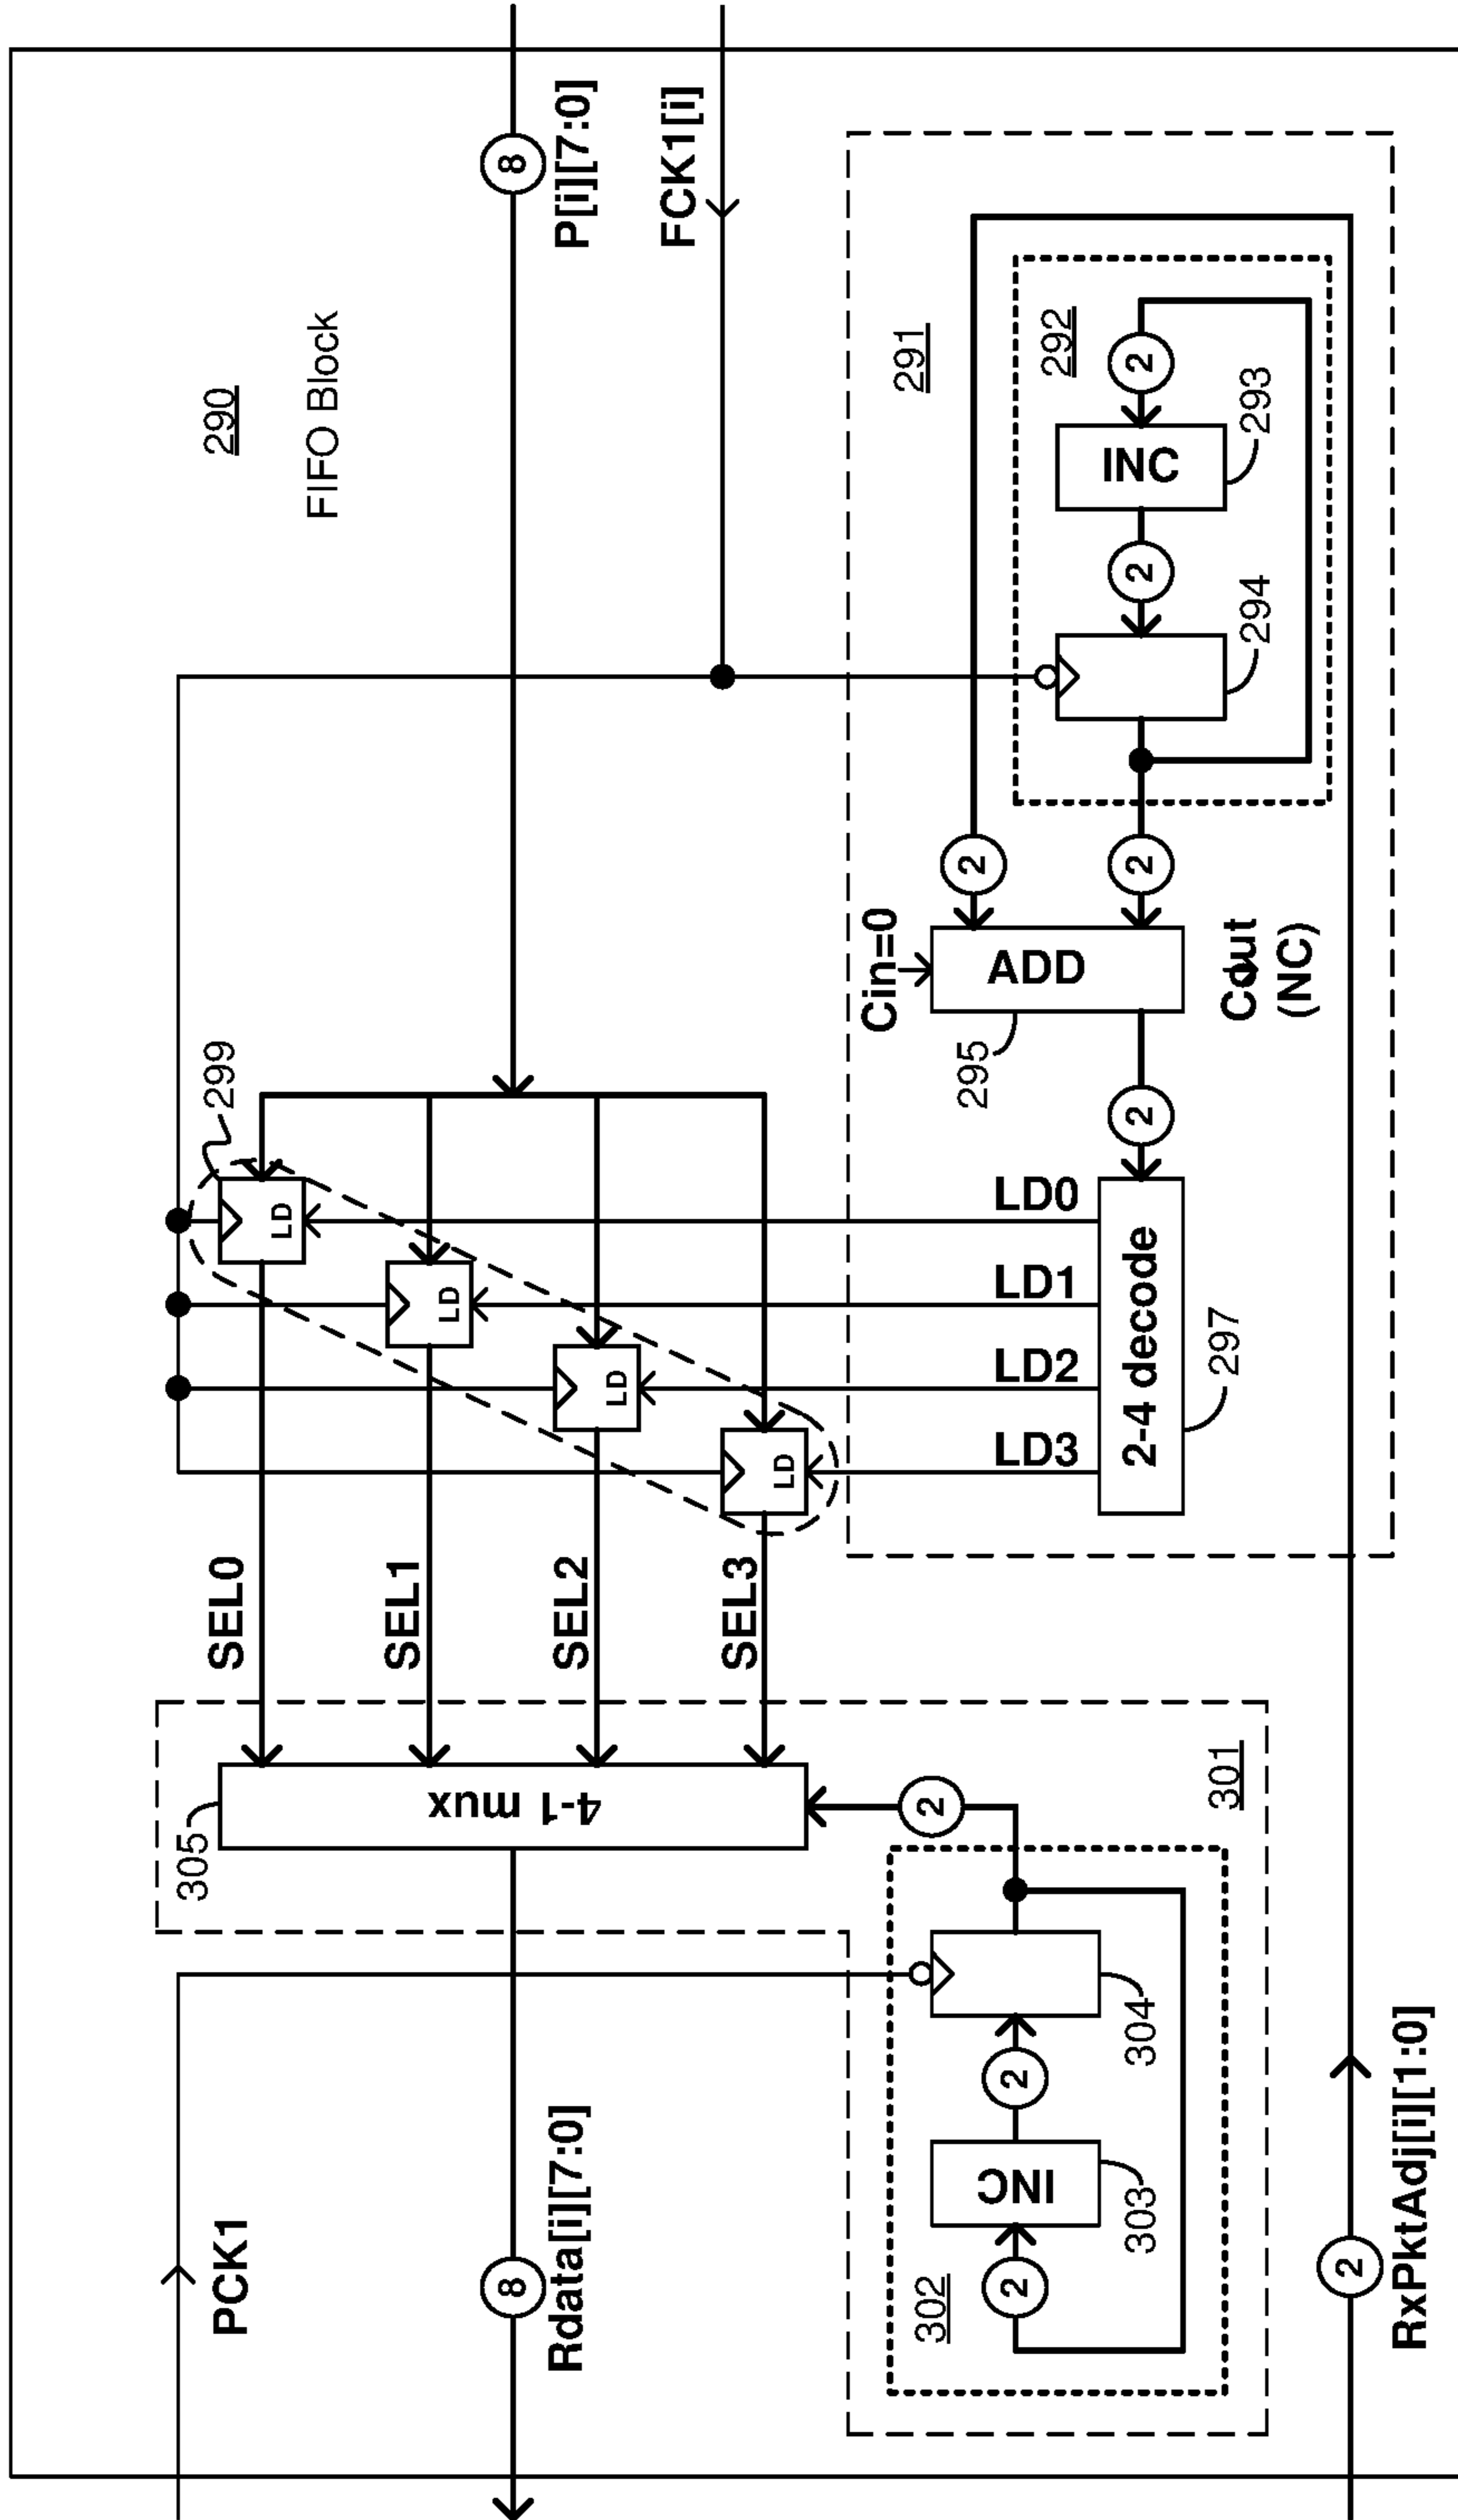 290
FIFO Block
8
P[i][7:0]
FCK1[i]
291
292
2
INC
293
2
294
2
2
Cin=0
ADD
295
Cout
(NC)
2
2-4 decode
297
LD0
LD1
LD2
LD3
299
LD
LD
LD
LD
SEL0
SEL1
SEL2
SEL3
4-1 mux
305
301
2
304
2
INC
303
2
302
PCK1
8
Rdata[i][7:0]
2
RxPktAdj[i][1:0]